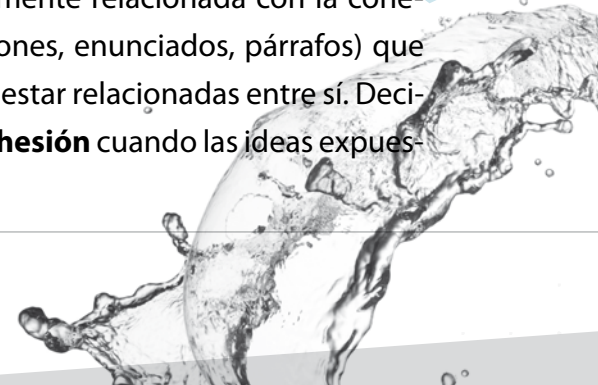 mente relacionada con la cone-
ones, enunciados, párrafos) que
estar relacionadas entre sí. Deci-
hesión cuando las ideas expues-